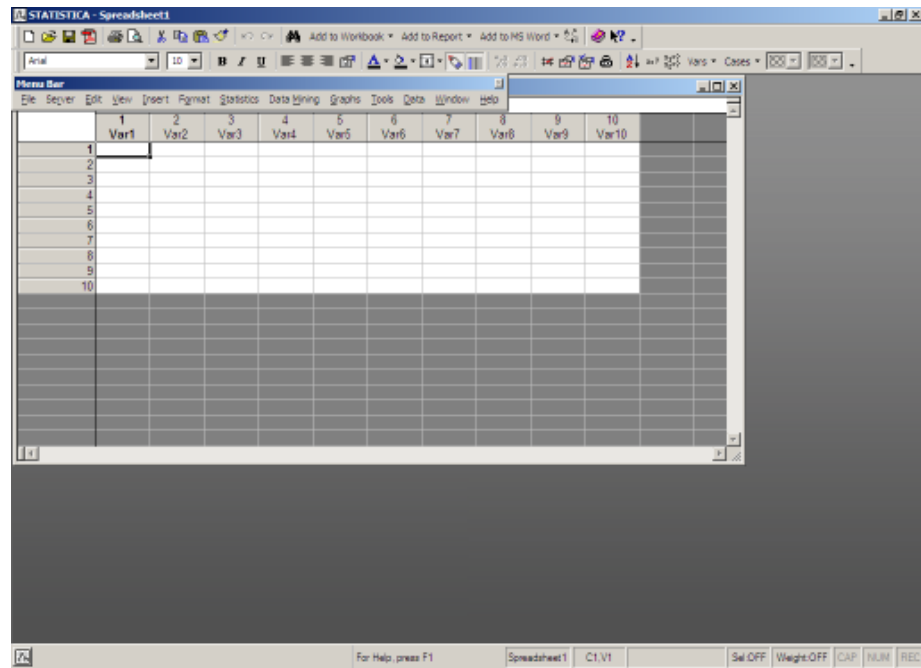 STATISTICA - Spreadsheet1
Add to Workbook Add to Report Add to MS Word
Arial 10 B I U Vars Cases
Menu Bar
File Server Edit View Insert Format Statistics Data Mining Graphs Tools Data Window Help
1 2 3 4 5 6 7 8 9 10
Var1 Var2 Var3 Var4 Var5 Var6 Var7 Var8 Var9 Var10
1
2
3
4
5
6
7
8
9
10
For Help, press F1 Spreadsheet1 C1,V1 Sel:OFF Weight:OFF CAP NUM REC